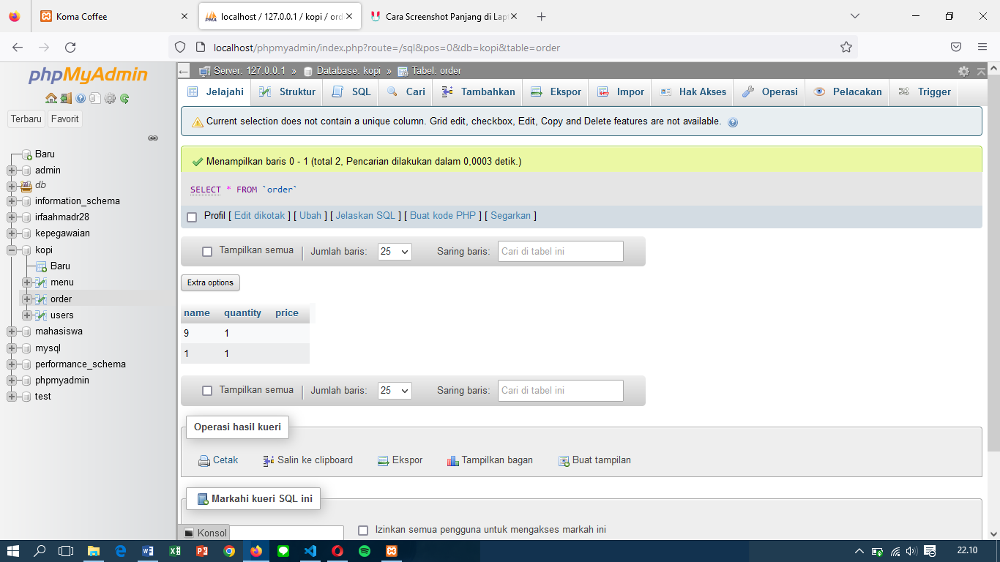 Koma Coffee
localhost / 127.0.0.1 / kopi / ord
Cara Screenshot Panjang di Lap
localhost/phpmyadmin/index.php?route=/sql&pos=0&db=kopi&table=order
phpMyAdmin
Terbaru Favorit
Baru
admin
db
information_schema
irfaahmadr28
kepegawaian
kopi
Baru
menu
order
users
mahasiswa
mysql
performance_schema
phpmyadmin
test
Server: 127.0.0.1 » Database: kopi » Tabel: order
Jelajahi Struktur SQL Cari Tambahkan Ekspor Impor Hak Akses Operasi Pelacakan Trigger
Current selection does not contain a unique column. Grid edit, checkbox, Edit, Copy and Delete features are not available.
Menampilkan baris 0 - 1 (total 2, Pencarian dilakukan dalam 0,0003 detik.)
SELECT * FROM `order`
Profil [ Edit dikotak ] [ Ubah ] [ Jelaskan SQL ] [ Buat kode PHP ] [ Segarkan ]
Tampilkan semua | Jumlah baris: 25 Saring baris: Cari di tabel ini
Extra options
name quantity price
9 1
1 1
Tampilkan semua | Jumlah baris: 25 Saring baris: Cari di tabel ini
Operasi hasil kueri
Cetak Salin ke clipboard Ekspor Tampilkan bagan Buat tampilan
Markahi kueri SQL ini
Konsol Izinkan semua pengguna untuk mengakses markah ini
22.10